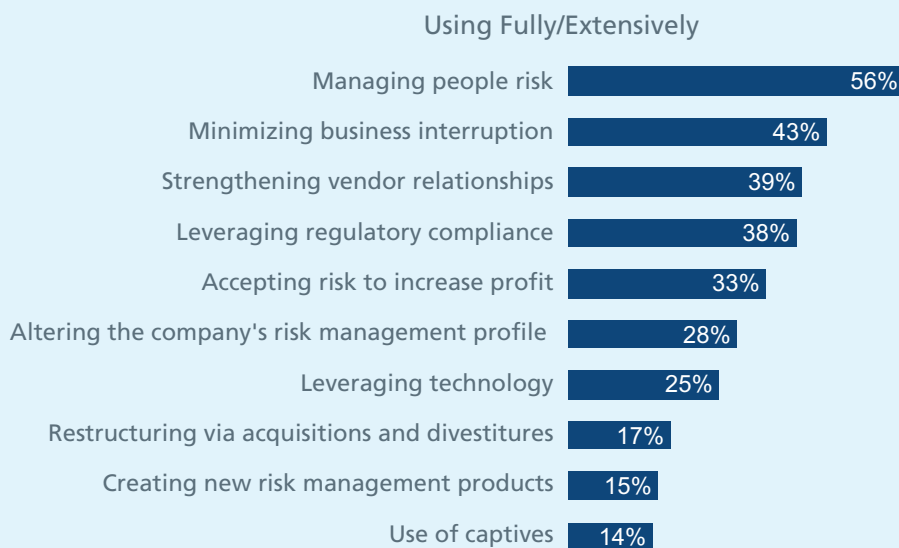 Using Fully/Extensively
Managing people risk 56%
Minimizing business interruption 43%
Strengthening vendor relationships 39%
Leveraging regulatory compliance 38%
Accepting risk to increase profit 33%
Altering the company's risk management profile 28%
Leveraging technology 25%
Restructuring via acquisitions and divestitures 17%
Creating new risk management products 15%
Use of captives 14%